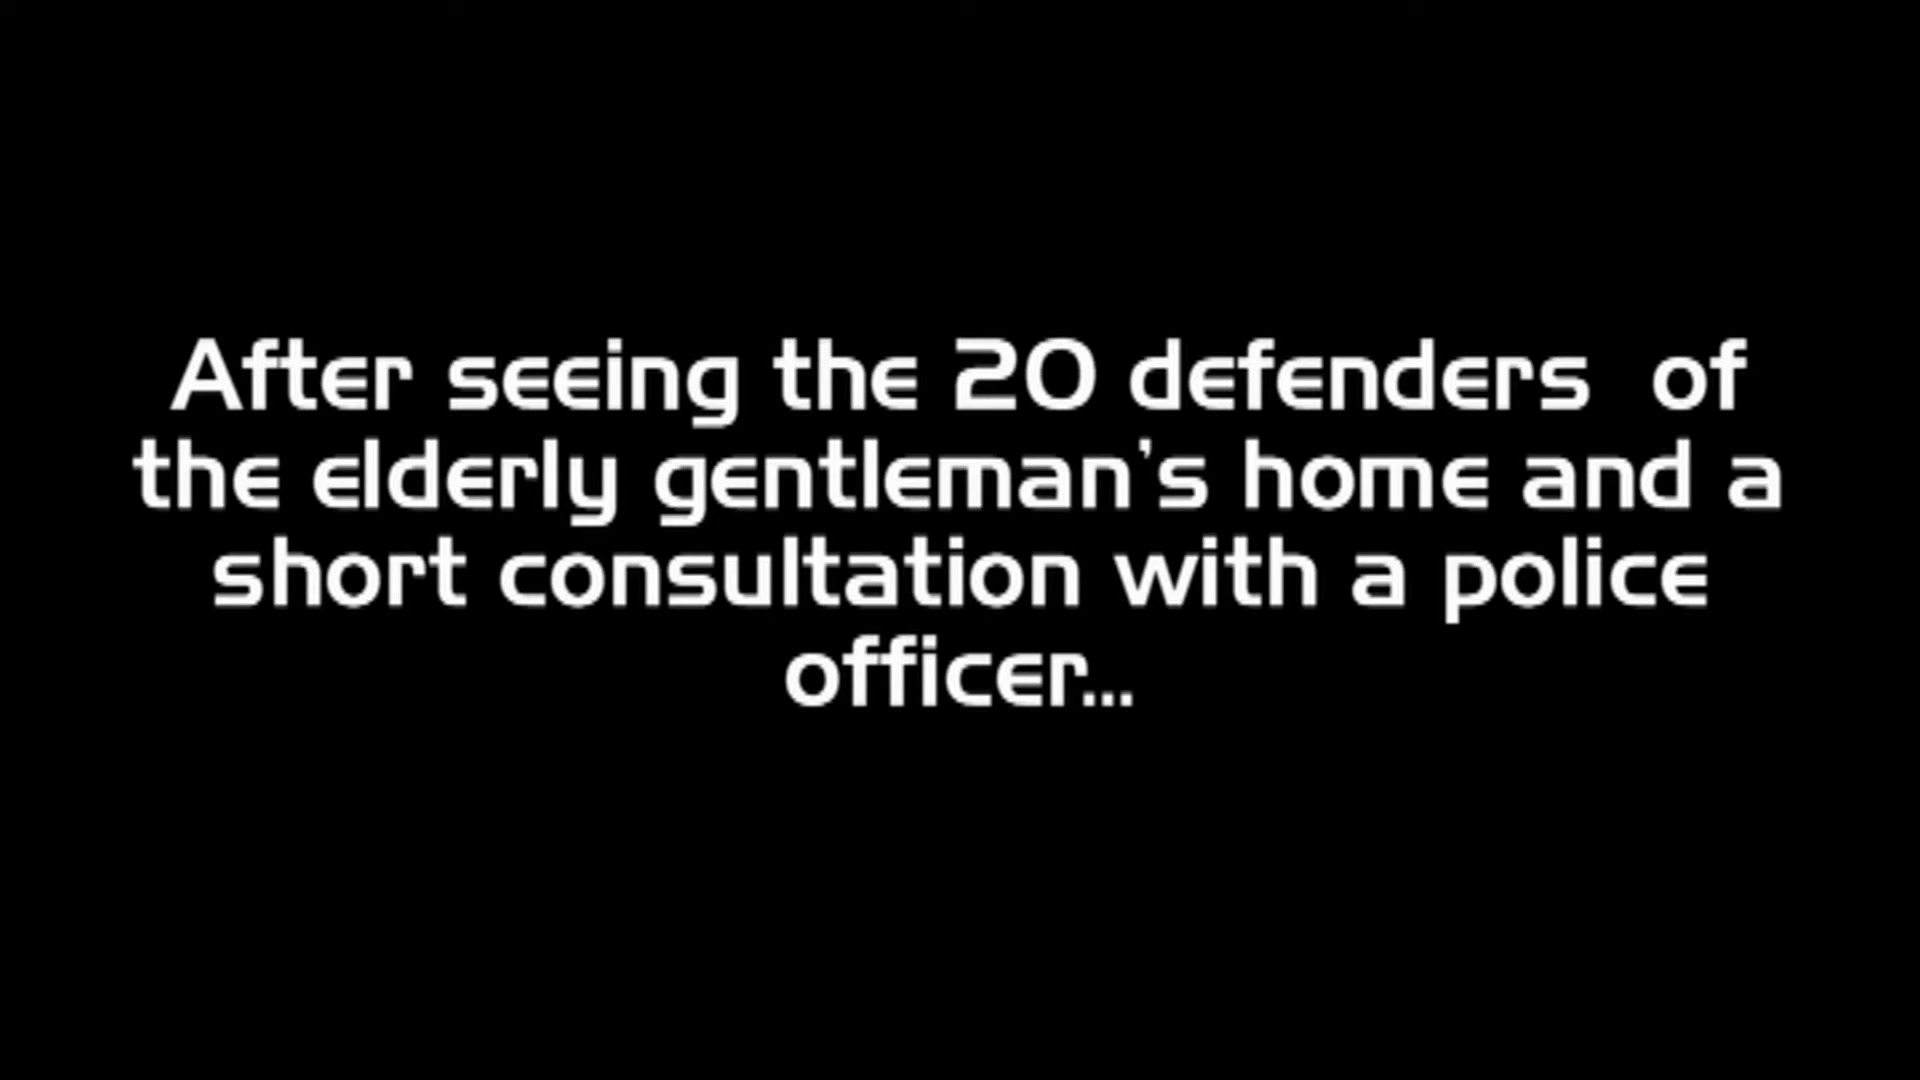 After seeing the 20 defenders  of
the elderly gentleman's home and a
short consultation with a police
officer...